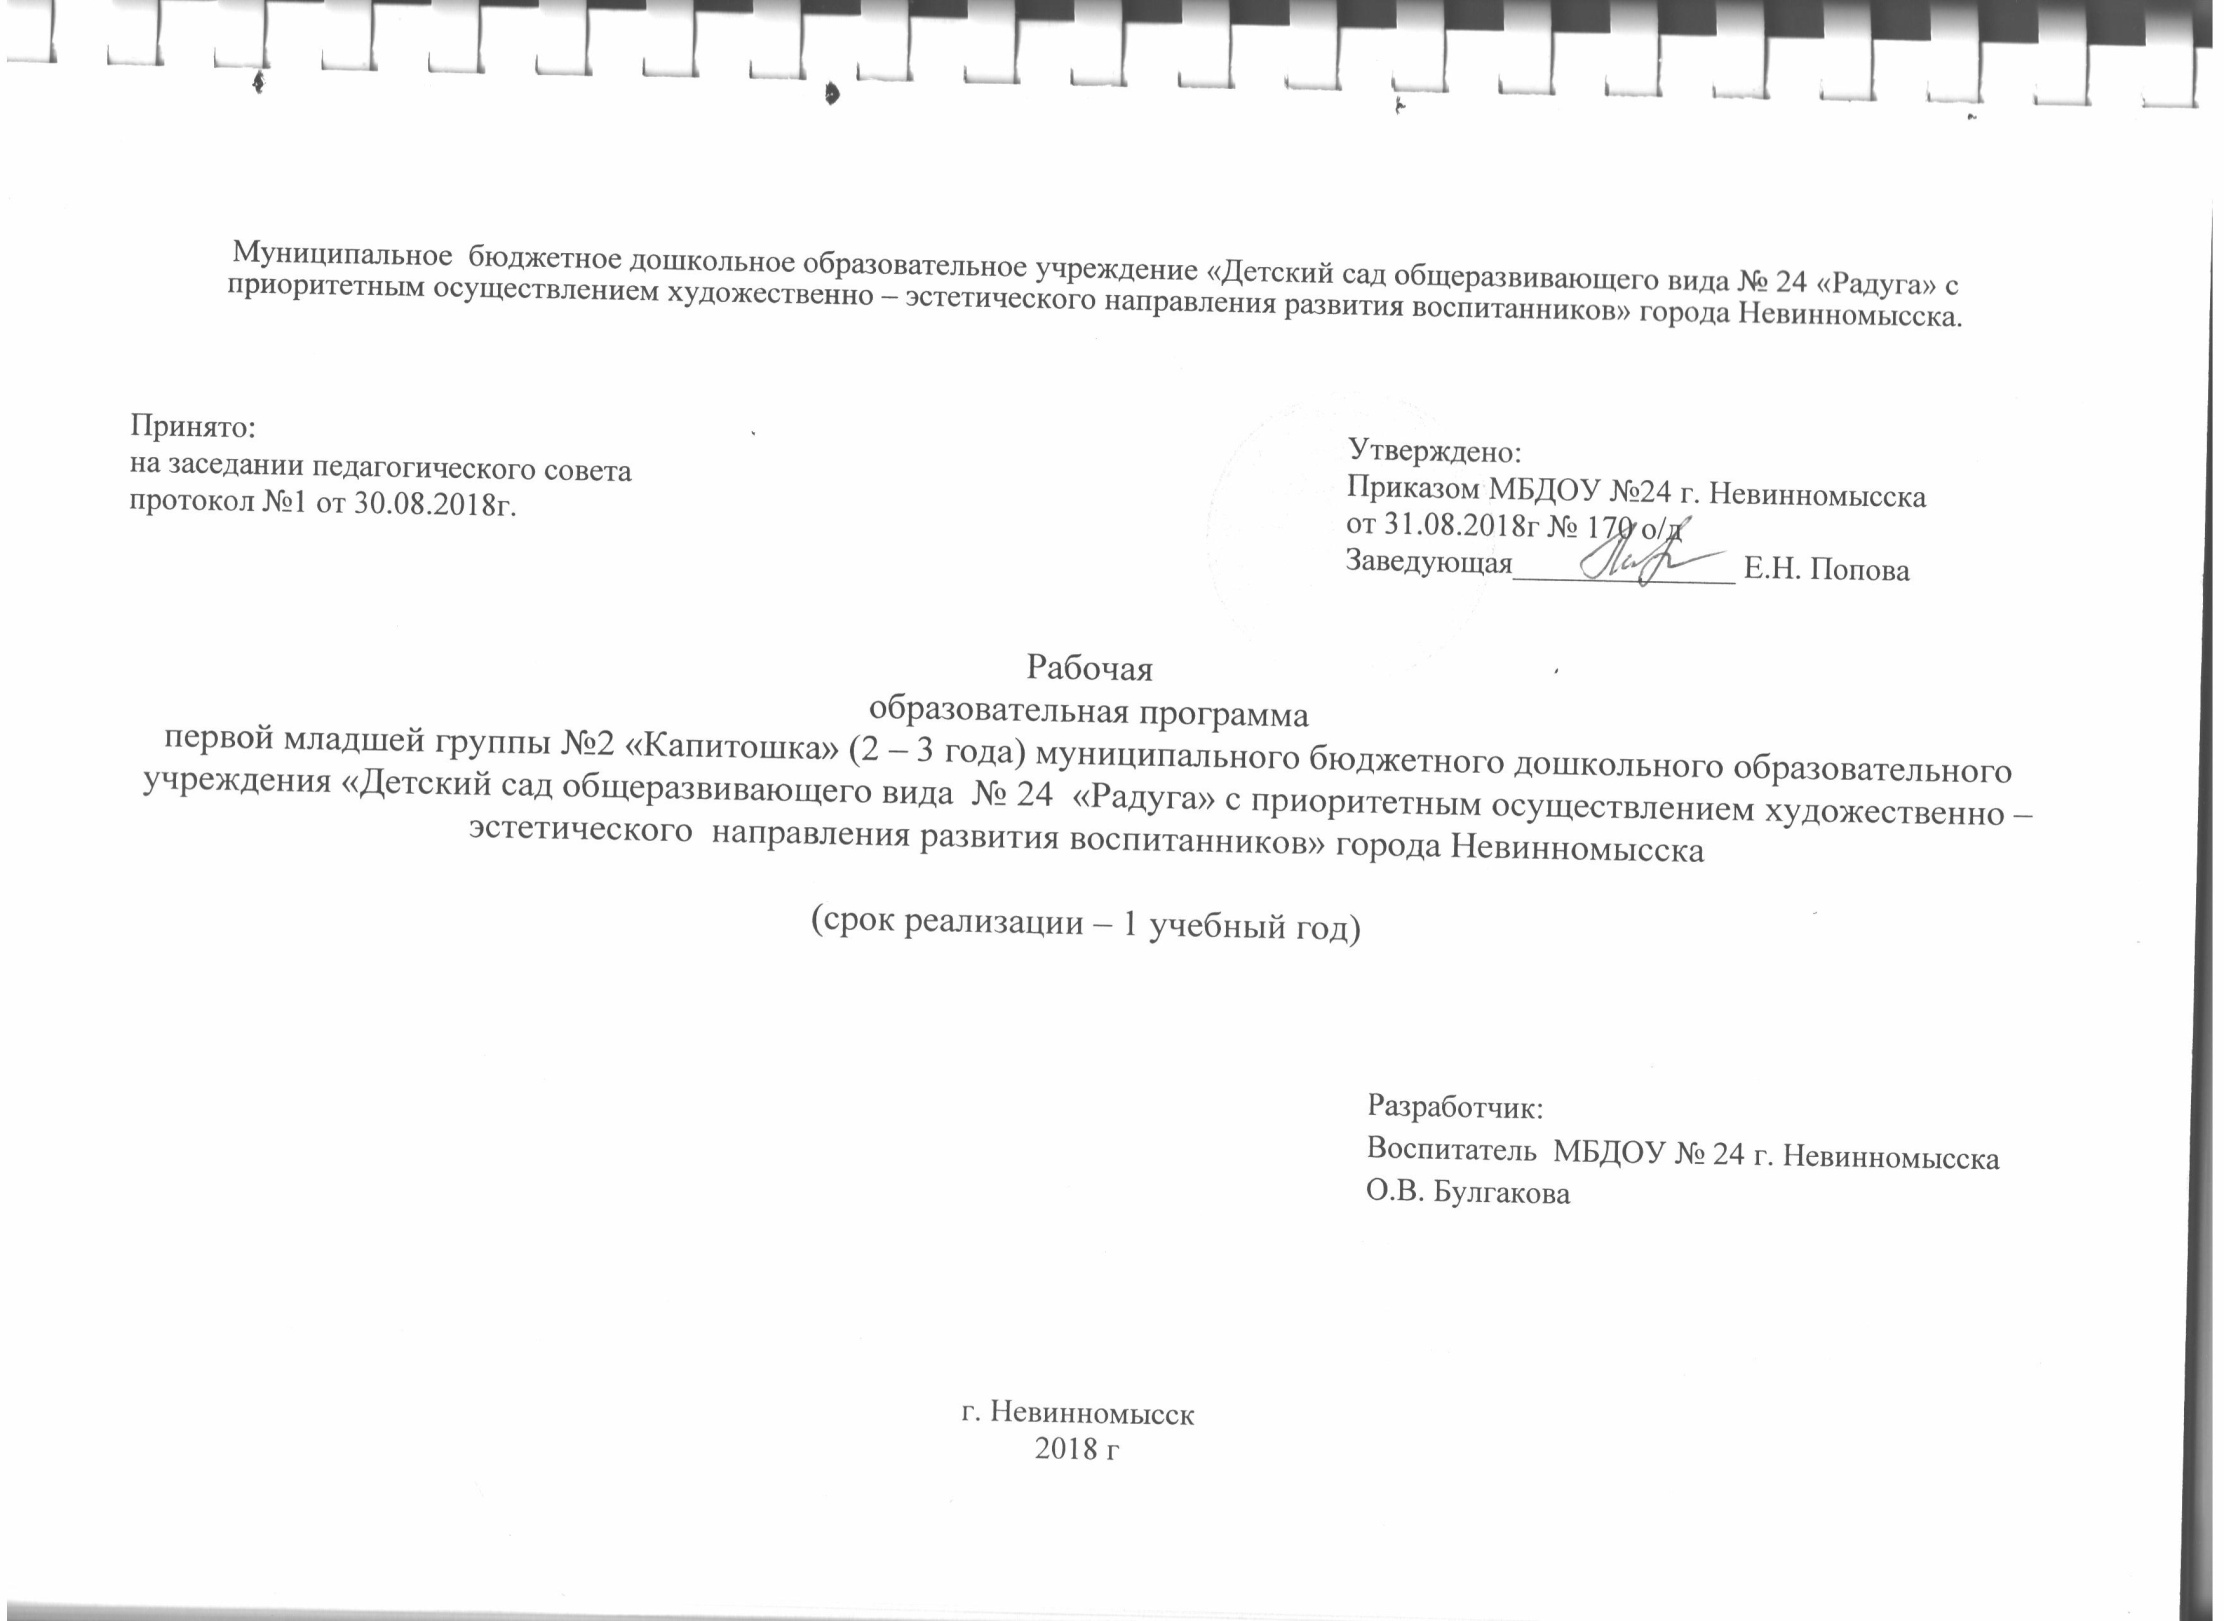 Муниципальное бюджетное дошкольное образовательное учреждение «Детский сад общеразвивающего вида № 24 «Радуга» с
приоритетным осуществлением художественно – эстетического направления развития воспитанников» города Невинномысска.
Принято:
на заседании педагогического совета
протокол №1 от 30.08.2018г.
Утверждено:
Приказом МБДОУ №24 г. Невинномысска
от 31.08.2018г № 170 о/д
Заведующая______________ Е.Н. Попова
Рабочая
образовательная программа
первой младшей группы №2 «Капитошка» (2 – 3 года) муниципального бюджетного дошкольного образовательного
учреждения «Детский сад общеразвивающего вида № 24 «Радуга» с приоритетным осуществлением художественно –
эстетического направления развития воспитанников» города Невинномысска
(срок реализации – 1 учебный год)
Разработчик:
Воспитатель МБДОУ № 24 г. Невинномысска
О.В. Булгакова
г. Невинномысск
2018 г